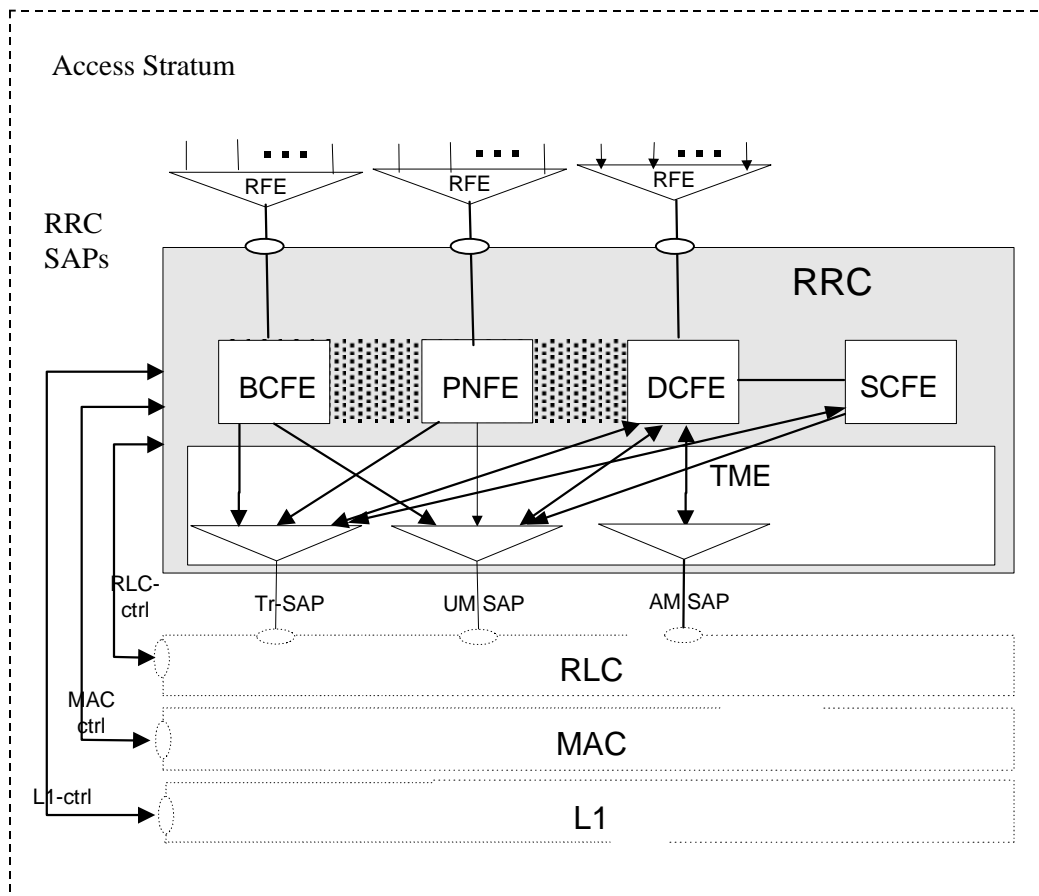 Access Stratum
RFE
RFE
RFE
RRC
SAPs
RRC
BCFE
PNFE
DCFE
SCFE
TME
RLC-
ctrl
Tr-SAP
UM SAP
AM SAP
RLC
MAC
ctrl
MAC
L1-ctrl
L1